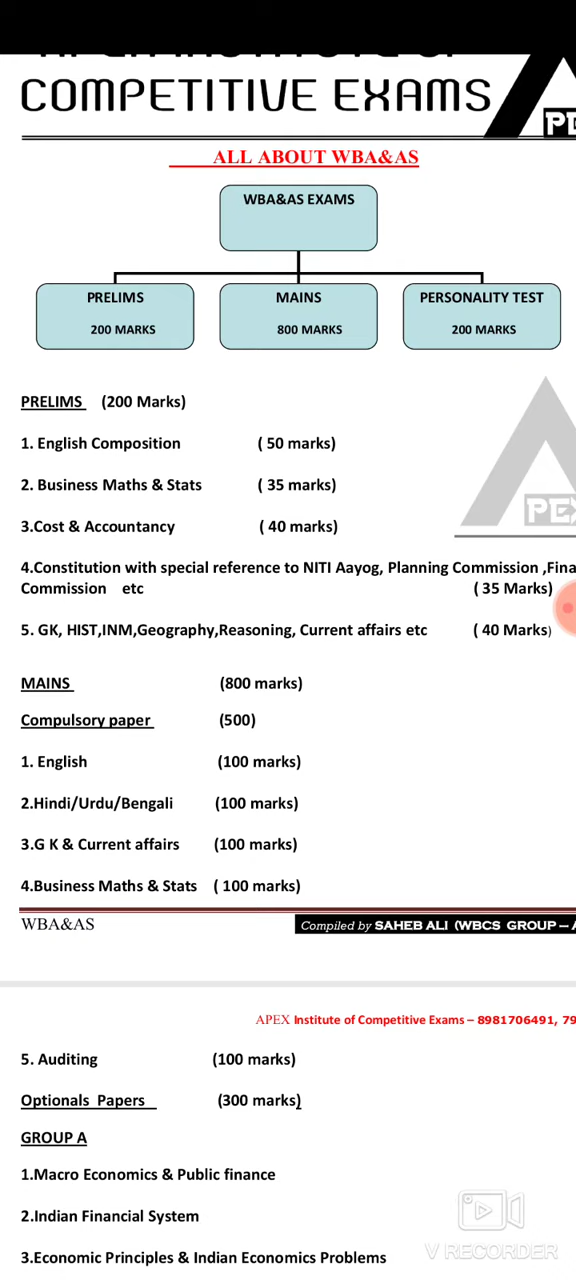 COMPETITIVE EXAMS
ALL ABOUT WBA&AS
WBA&AS EXAMS
PRELIMS
200 MARKS
MAINS
800 MARKS
PERSONALITY TEST
200 MARKS
PRELIMS (200 Marks)
1. English Composition ( 50 marks)
2. Business Maths & Stats ( 35 marks)
3.Cost & Accountancy ( 40 marks)
4.Constitution with special reference to NITI Aayog, Planning Commission ,Fina
Commission etc ( 35 Marks)
5. GK, HIST,INM,Geography,Reasoning, Current affairs etc ( 40 Marks)
MAINS (800 marks)
Compulsory paper (500)
1. English (100 marks)
2.Hindi/Urdu/Bengali (100 marks)
3.G K & Current affairs (100 marks)
4.Business Maths & Stats ( 100 marks)
WBA&AS Compiled by SAHEB ALI (WBCS GROUP – A
APEX Institute of Competitive Exams – 8981706491, 79
5. Auditing (100 marks)
Optionals Papers (300 marks)
GROUP A
1.Macro Economics & Public finance
2.Indian Financial System
3.Economic Principles & Indian Economics Problems
V RECORDER